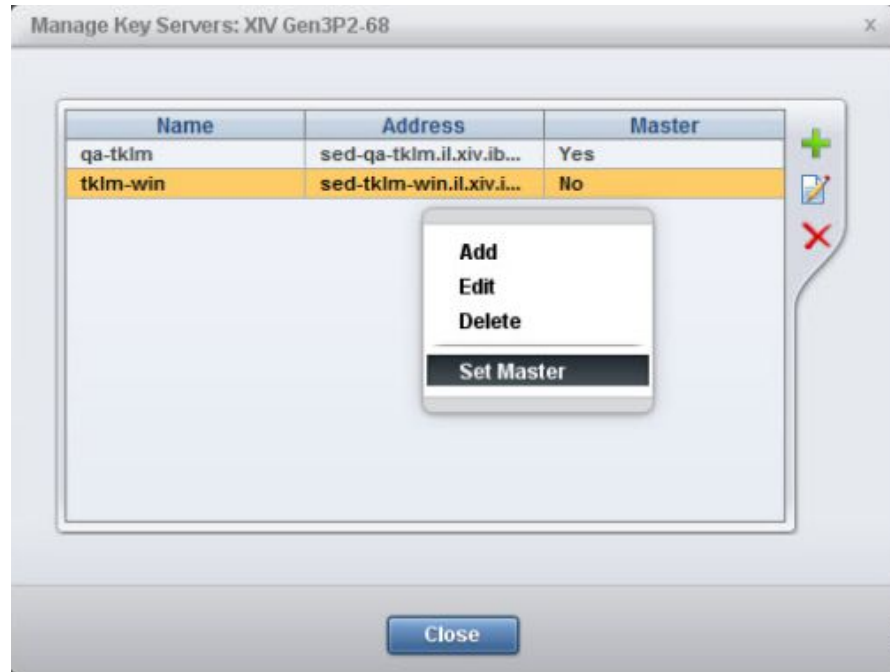 Manage Key Servers: XIV Gen3P2-68 x
Name Address Master
qa-tklm sed-qa-tklm.il.xiv.ib... Yes
tklm-win sed-tklm-win.il.xiv.i... No
Add
Edit
Delete
Set Master
Close